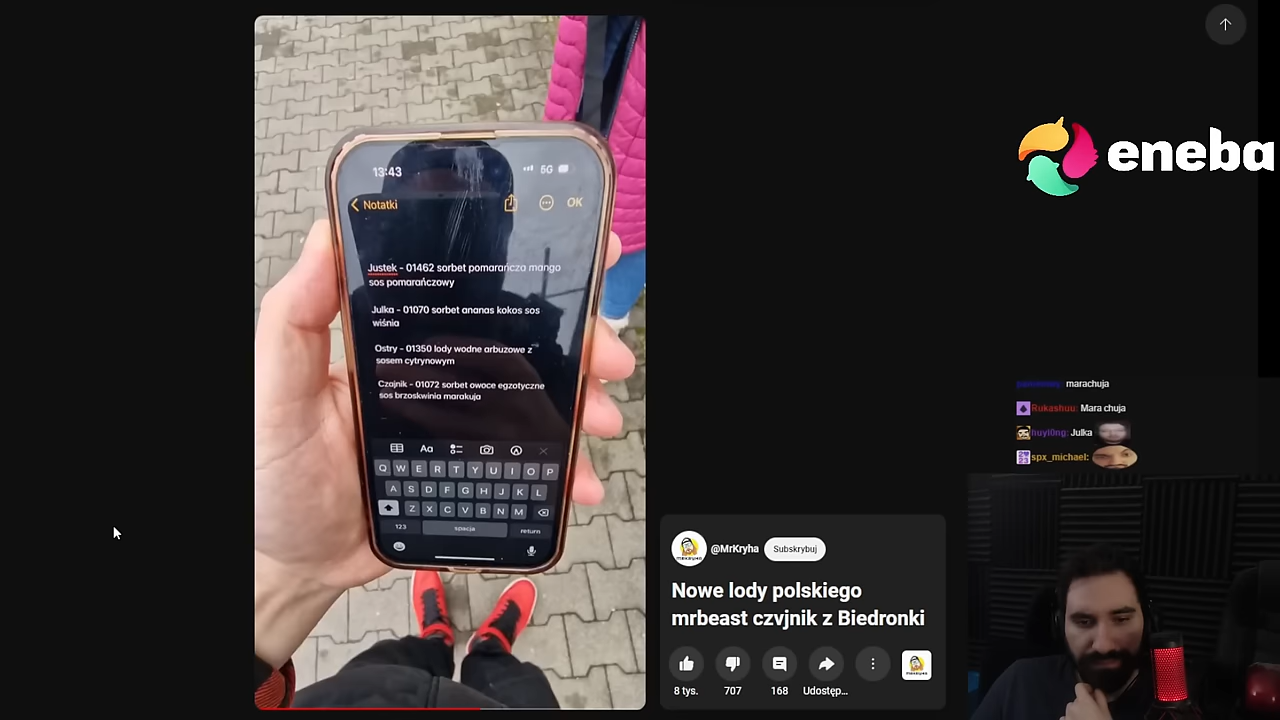 13:43
5G
Notatki
OK
Justek - 01462 sorbet pomarańcza mango
sos pomarańczowy
Julka - 01070 sorbet ananas kokos sos
wiśnia
Ostry - 01350 lody wodne arbuzowe z
sosem cytrynowym
Czojnik - 01072 sorbet owoce egzotyczne
sos brzoskwinia marakuja
Aa
Q W E R T Y U I O P
A S D F G H J K L
Z X C V B N M
123 spacja return
@MrKryha Subskrybuj
Nowe lody polskiego
mrbeast czvjnik z Biedronki
8 tys. 707 168 Udostęp...
eneba
marachuja
Rukashuu: Mara chuja
Julka
spx_michael: